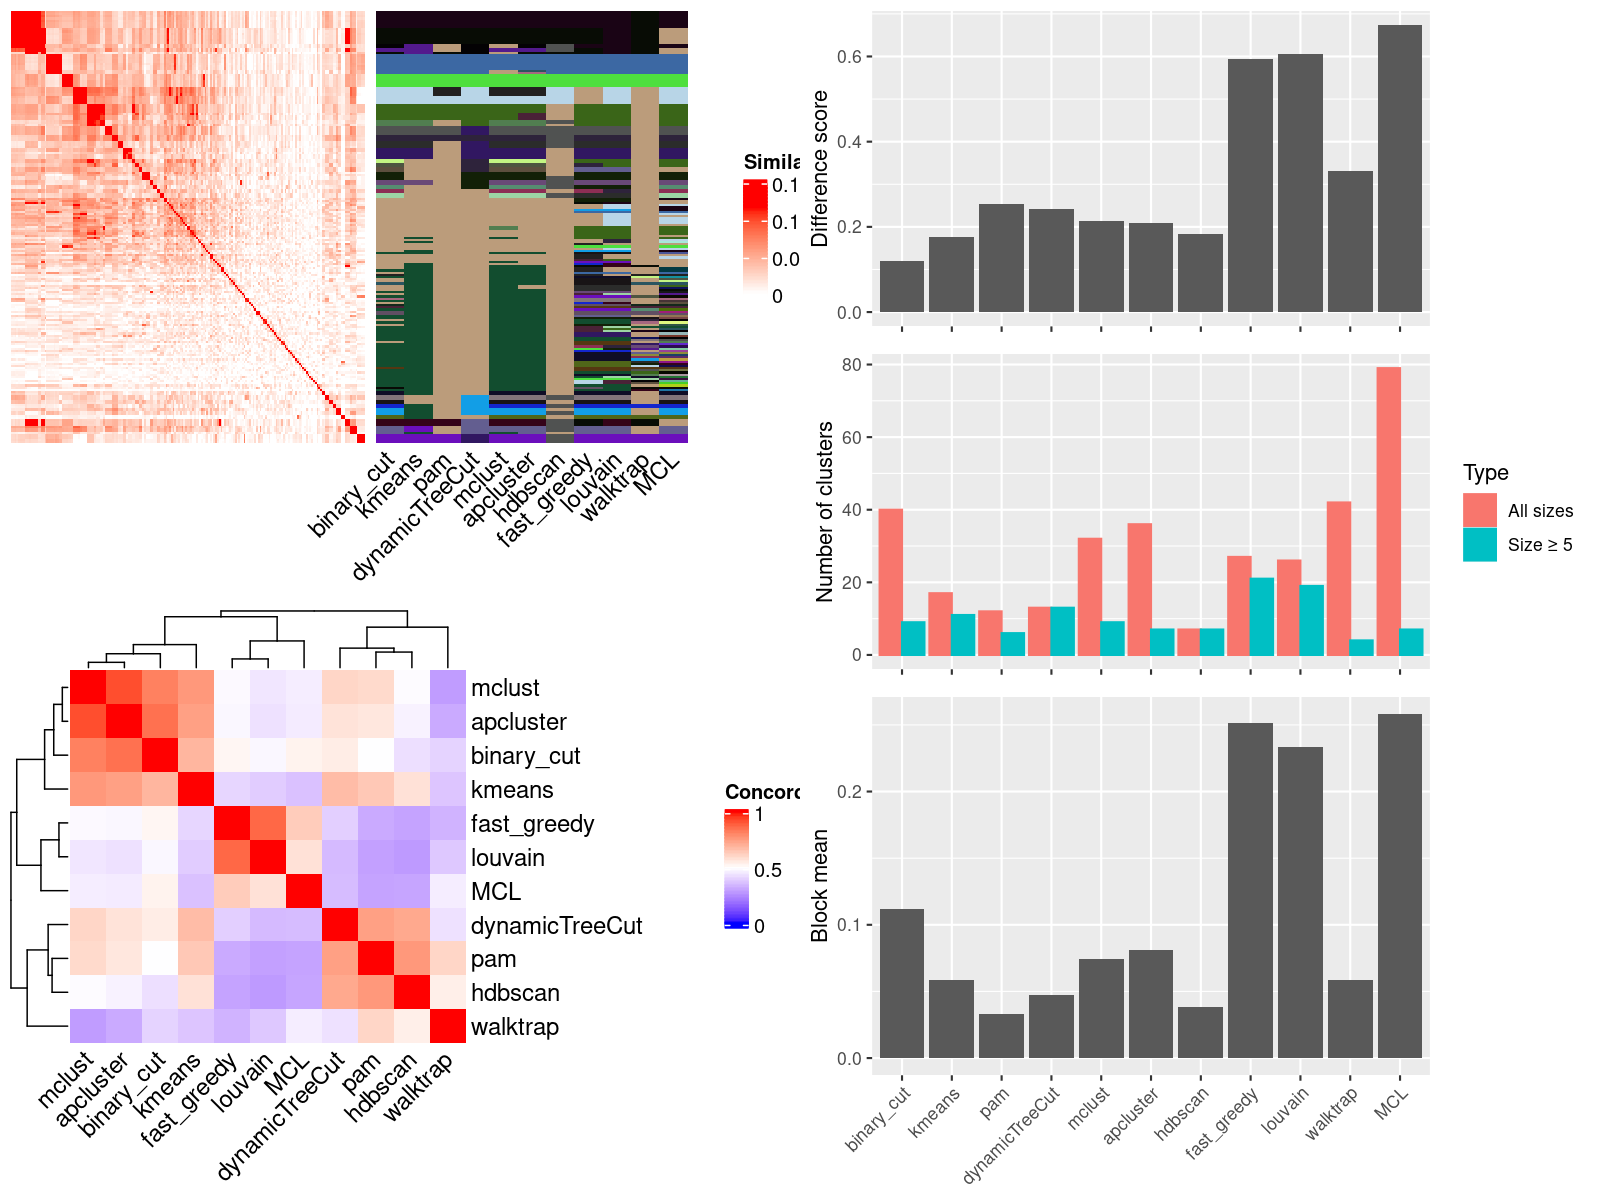 Simila
0.1
0.1
0.0
0
binary_cut
kmeans
pam
dynamicTreeCut
mclust
apcluster
hdbscan
fast_greedy
louvain
walktrap
MCL
mclust
apcluster
binary_cut
kmeans
fast_greedy
louvain
MCL
dynamicTreeCut
pam
hdbscan
walktrap
mclust
apcluster
binary_cut
kmeans
fast_greedy
louvain
MCL
dynamicTreeCut
pam
hdbscan
walktrap
Concord
1
0.5
0
Difference score
0.6
0.4
0.2
0.0
Number of clusters
80
60
40
20
0
Type
All sizes
Size ≥ 5
Block mean
0.2
0.1
0.0
binary_cut
kmeans
pam
dynamicTreeCut
mclust
apcluster
hdbscan
fast_greedy
louvain
walktrap
MCL